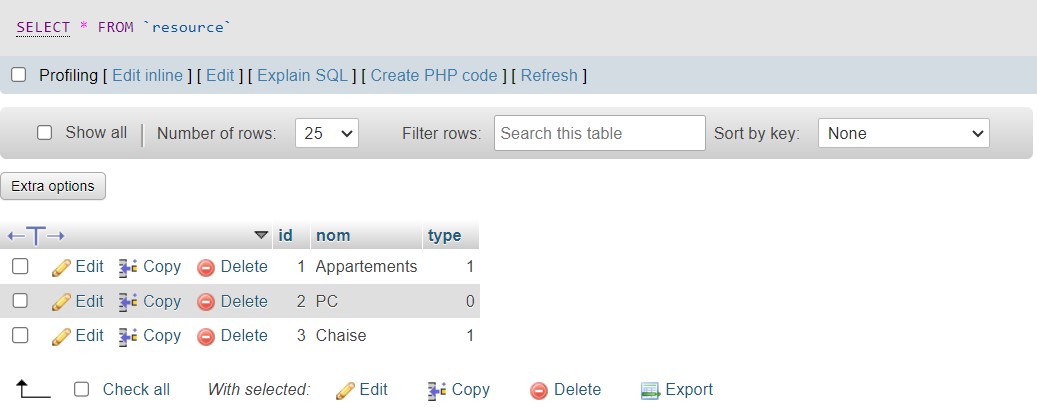 SELECT * FROM `resource`
Profiling [ Edit inline ] [ Edit ] [ Explain SQL ] [ Create PHP code ] [ Refresh ]
Show all Number of rows: 25 Filter rows: Search this table Sort by key: None
Extra options
id nom type
Edit Copy Delete 1 Appartements 1
Edit Copy Delete 2 PC 0
Edit Copy Delete 3 Chaise 1
Check all With selected: Edit Copy Delete Export